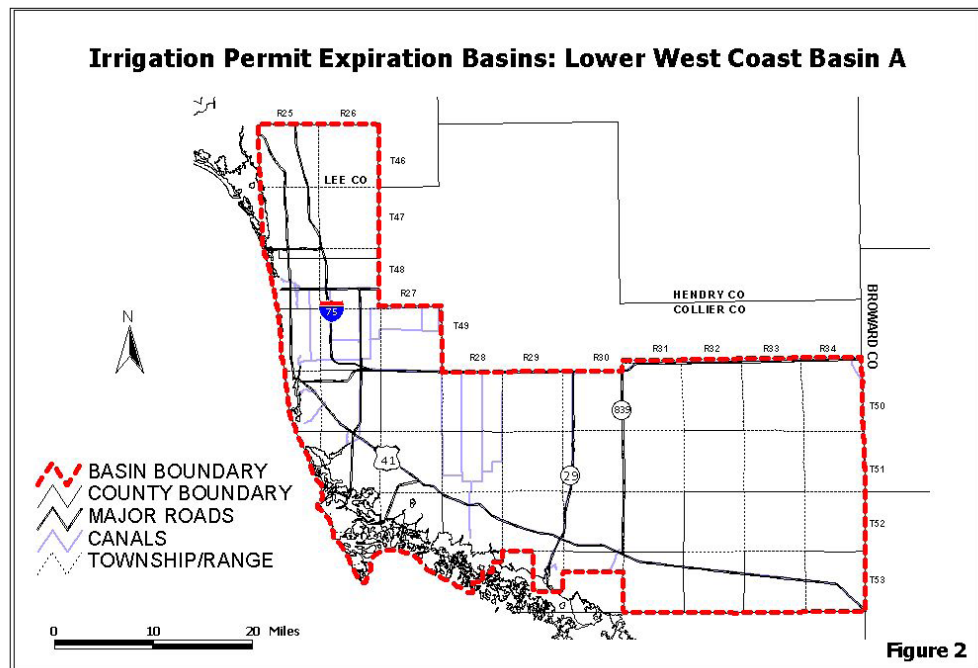 Irrigation Permit Expiration Basins: Lower West Coast Basin A
R25
R26
T46
LEE CO
T47
T48
R27
HENDRY CO
COLLIER CO
BROWARD CO
75
N
T49
R28
R29
R30
R31
R32
R33
R34
839
T50
41
29
T51
T52
T53
BASIN BOUNDARY
COUNTY BOUNDARY
MAJOR ROADS
CANALS
TOWNSHIP/RANGE
0 10 20 Miles
Figure 2